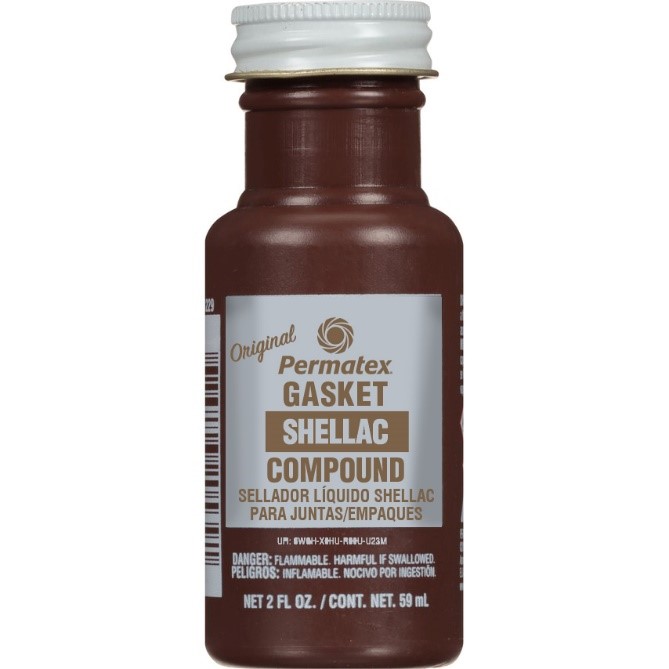 Original
Permatex
GASKET
SHELLAC
COMPOUND
SELLADOR LÍQUIDO SHELLAC
PARA JUNTAS/EMPAQUES
DANGER: FLAMMABLE. HARMFUL IF SWALLOWED.
PELIGROS: INFLAMABLE. NOCIVO POR INGESTIÓN.
NET 2 FL OZ. / CONT. NET. 59 mL